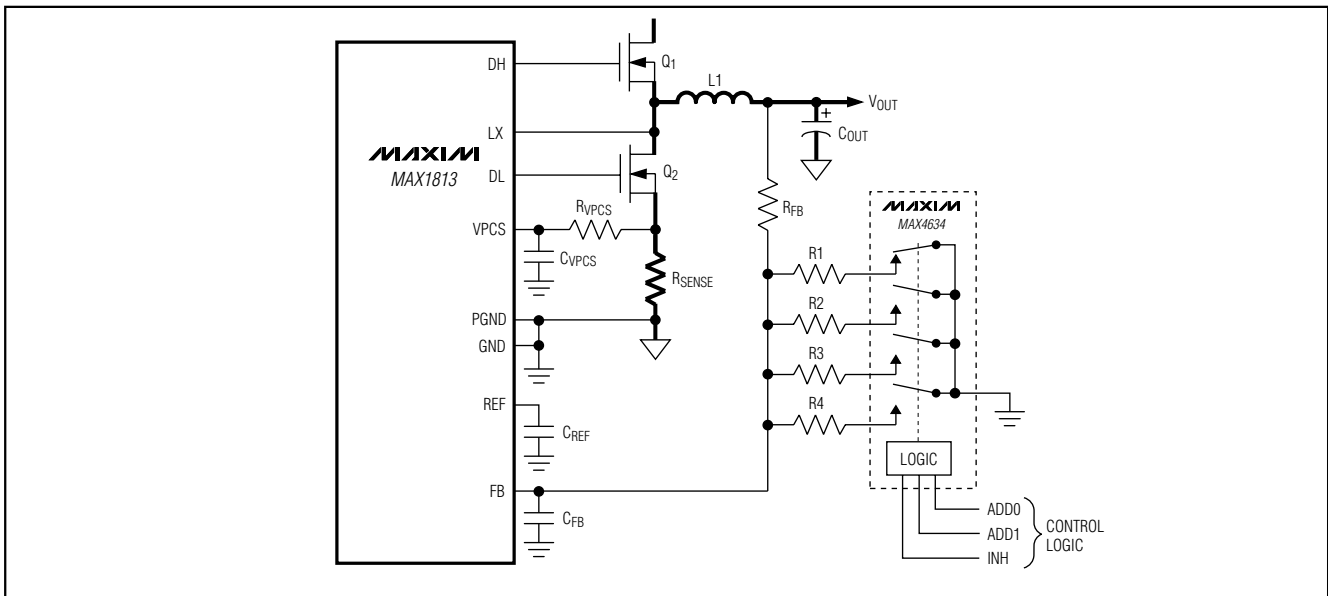 DH
Q1
L1
VOUT
+
COUT
LX
MAXIM
MAX1813
DL
Q2
RFB
MAXIM
MAX4634
VPCS
RVPCS
CVPCS
RSENSE
R1
R2
R3
R4
PGND
GND
REF
CREF
LOGIC
FB
CFB
ADD0
ADD1
INH
CONTROL
LOGIC